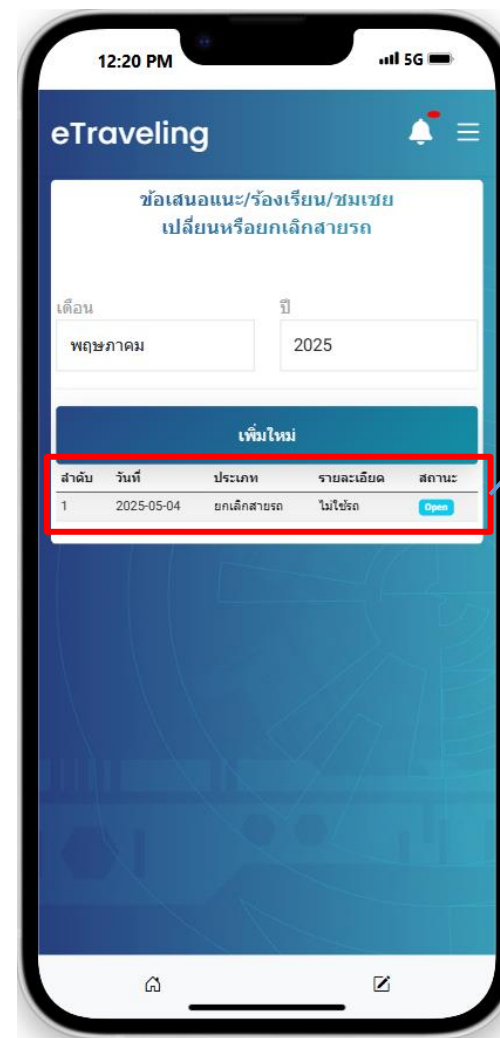 12:20 PM 5G
eTraveling
ข้อเสนอแนะ/ร้องเรียน/ชมเชย
เปลี่ยนหรือยกเลิกสายรถ
เดือน ปี
พฤษภาคม 2025
เพิ่มใหม่
ลำดับ วันที่ ประเภท รายละเอียด สถานะ
1 2025-05-04 ยกเลิกสายรถ ไม่ใช้รถ Open